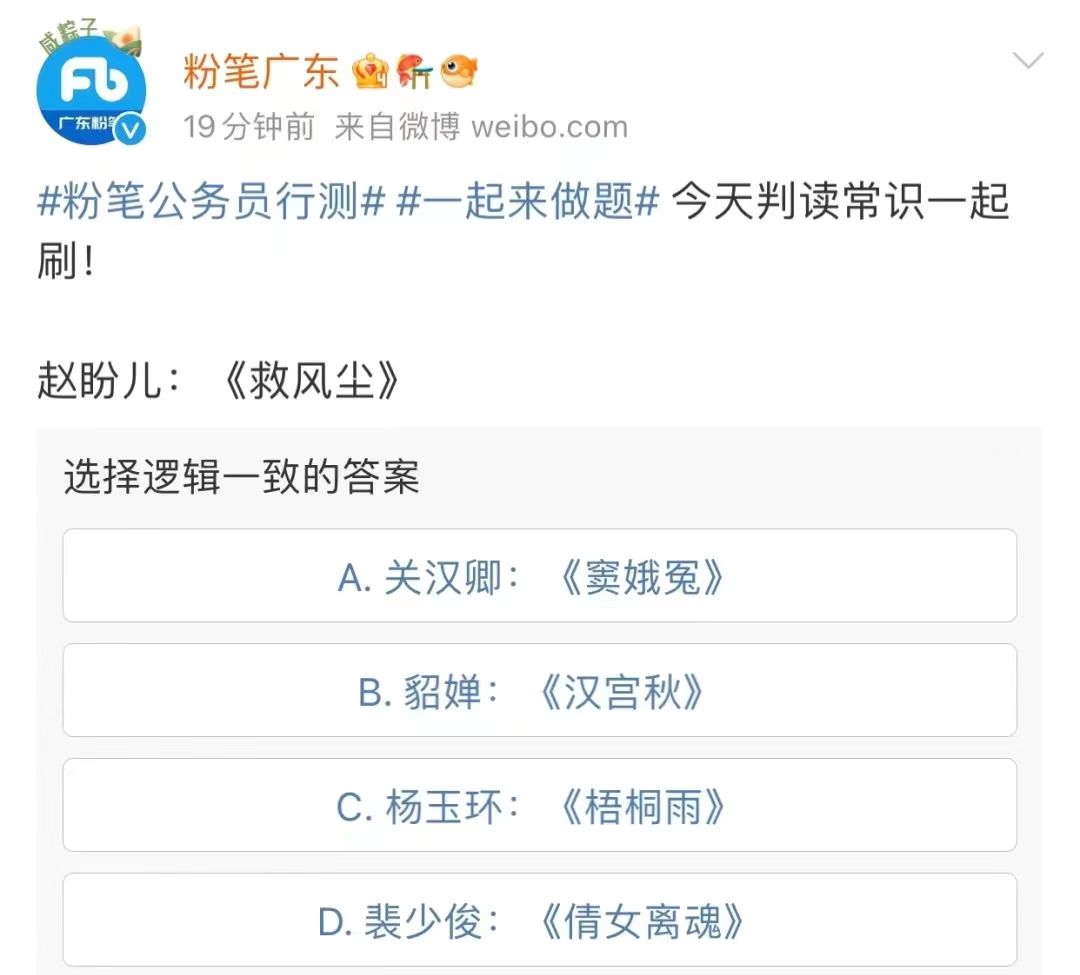 咸粽子
Fb
广东粉笔
粉笔广东
19分钟前 来自微博 weibo.com
#粉笔公务员行测# #一起来做题# 今天判读常识一起
刷!
赵盼儿:《救风尘》
选择逻辑一致的答案
A. 关汉卿:《窦娥冤》
B. 貂婵:《汉宫秋》
C. 杨玉环:《梧桐雨》
D. 裴少俊:《倩女离魂》